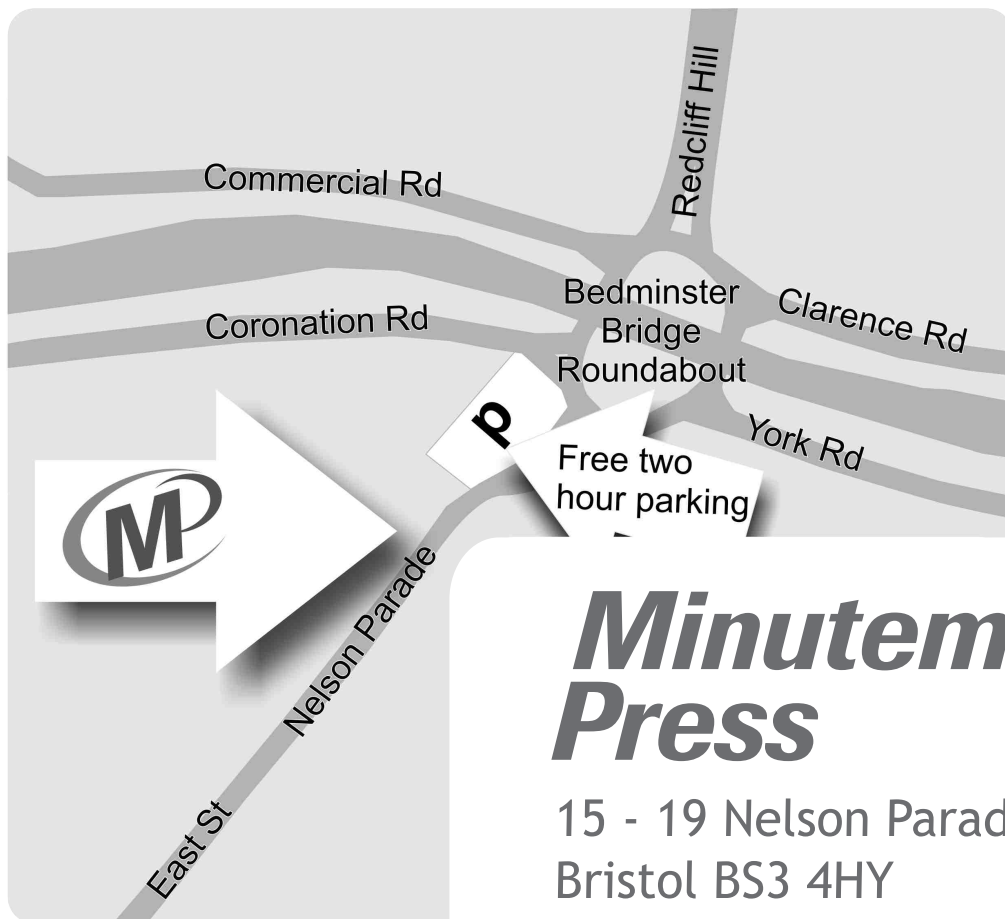 Redcliff Hill
Commercial Rd
Bedminster
Bridge
Roundabout
Clarence Rd
Coronation Rd
York Rd
p
Free two
hour parking
MP
Nelson Parade
East St
Minutem
Press
15 - 19 Nelson Parad
Bristol BS3 4HY